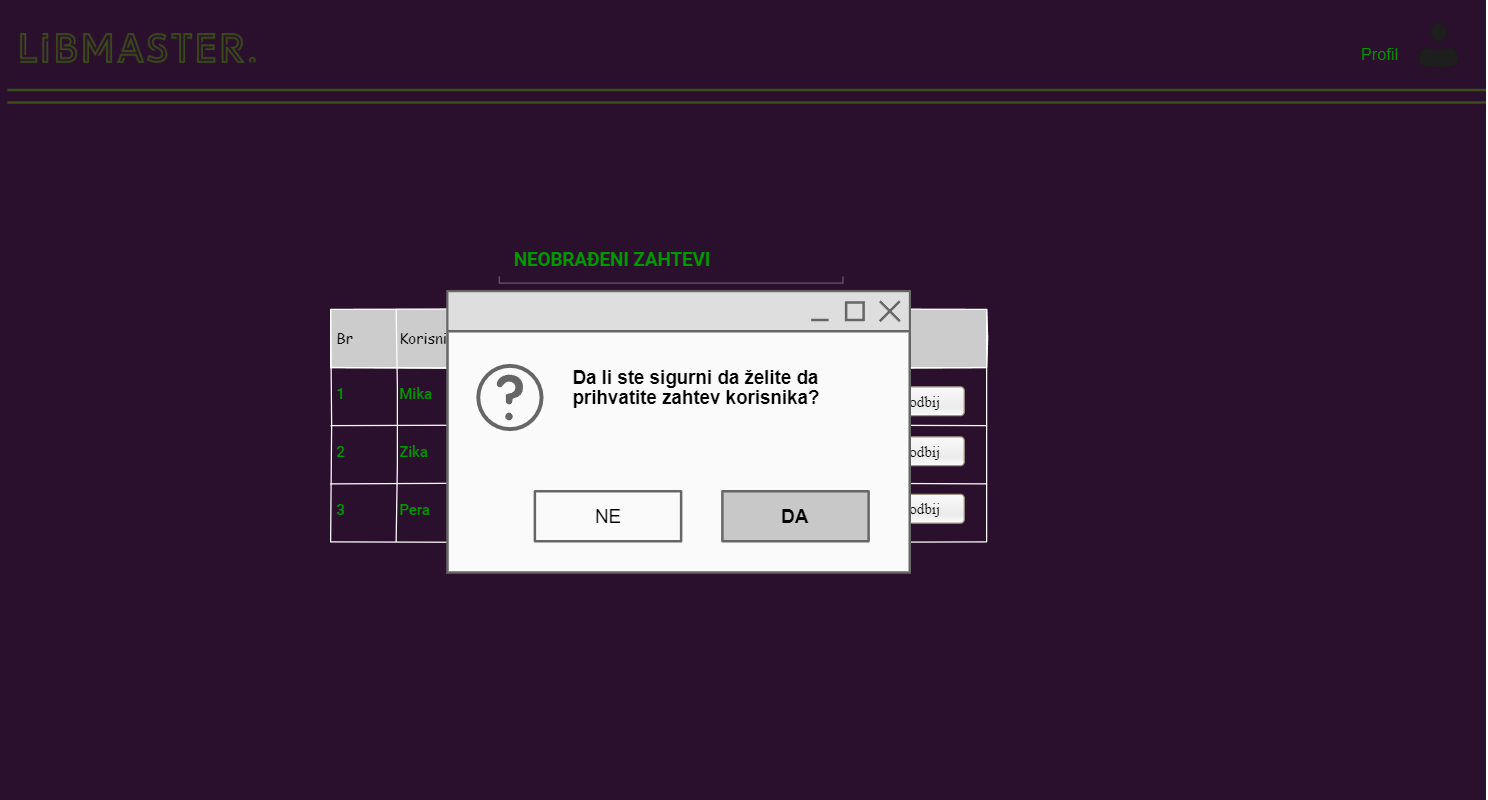 LiBMASTER.
Profil
NEOBRAĐENI ZAHTEVI
Br Korisni
Da li ste sigurni da želite da
prihvatite zahtev korisnika?
1 Mika odbij
2 Zika odbij
3 Pera odbij
NE DA